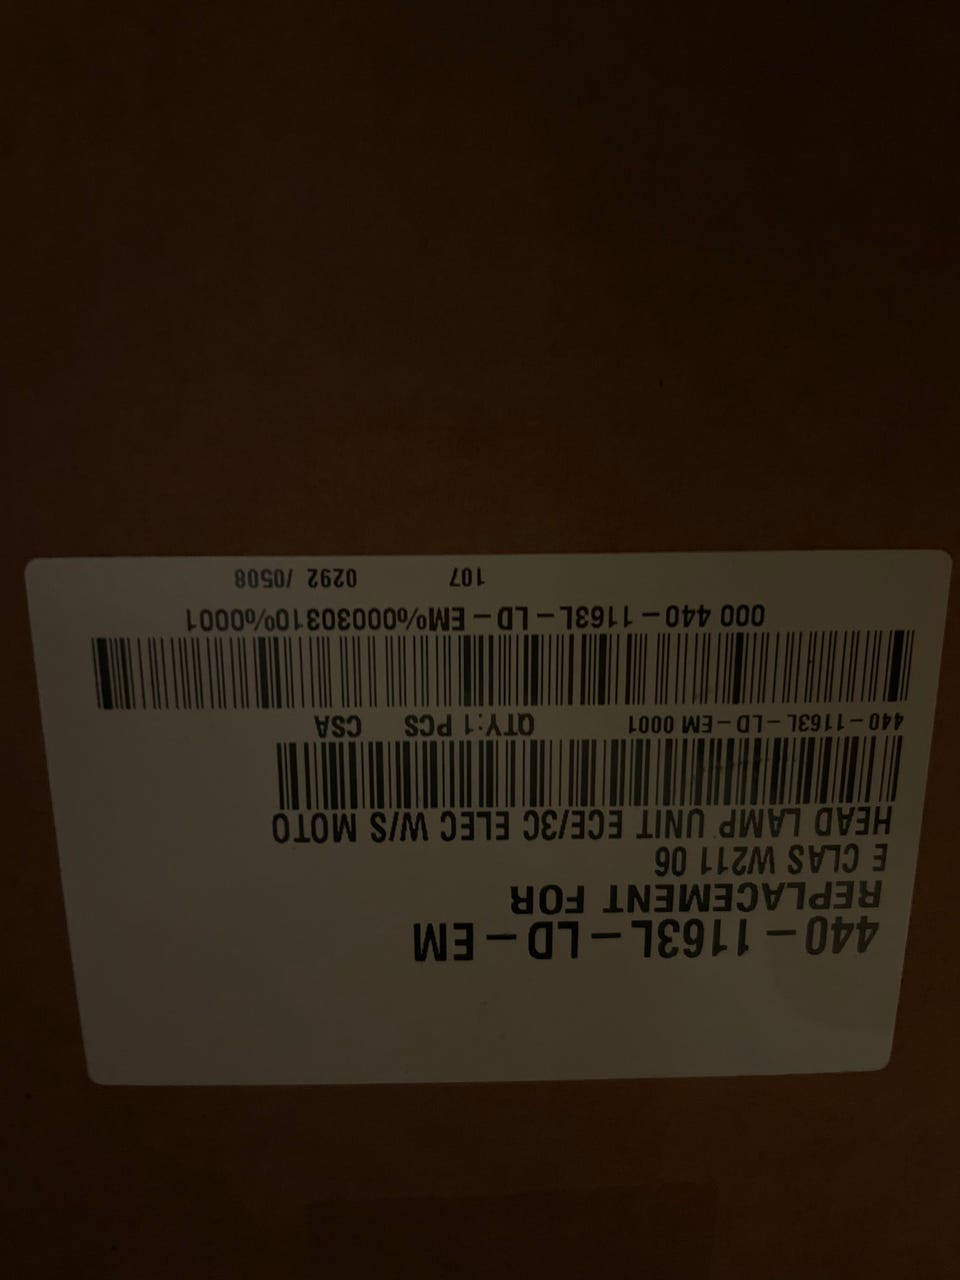 440-1163L-LD-EM
REPLACEMENT FOR
E CLAS W211 06
HEAD LAMP UNIT ECE/3C ELEC W/S MOTO
440-1163L-LD-EM 0001 QTY:1 PCS CSA
000 440-1163L-LD-EM%00030310%0001
107 0292 /0508